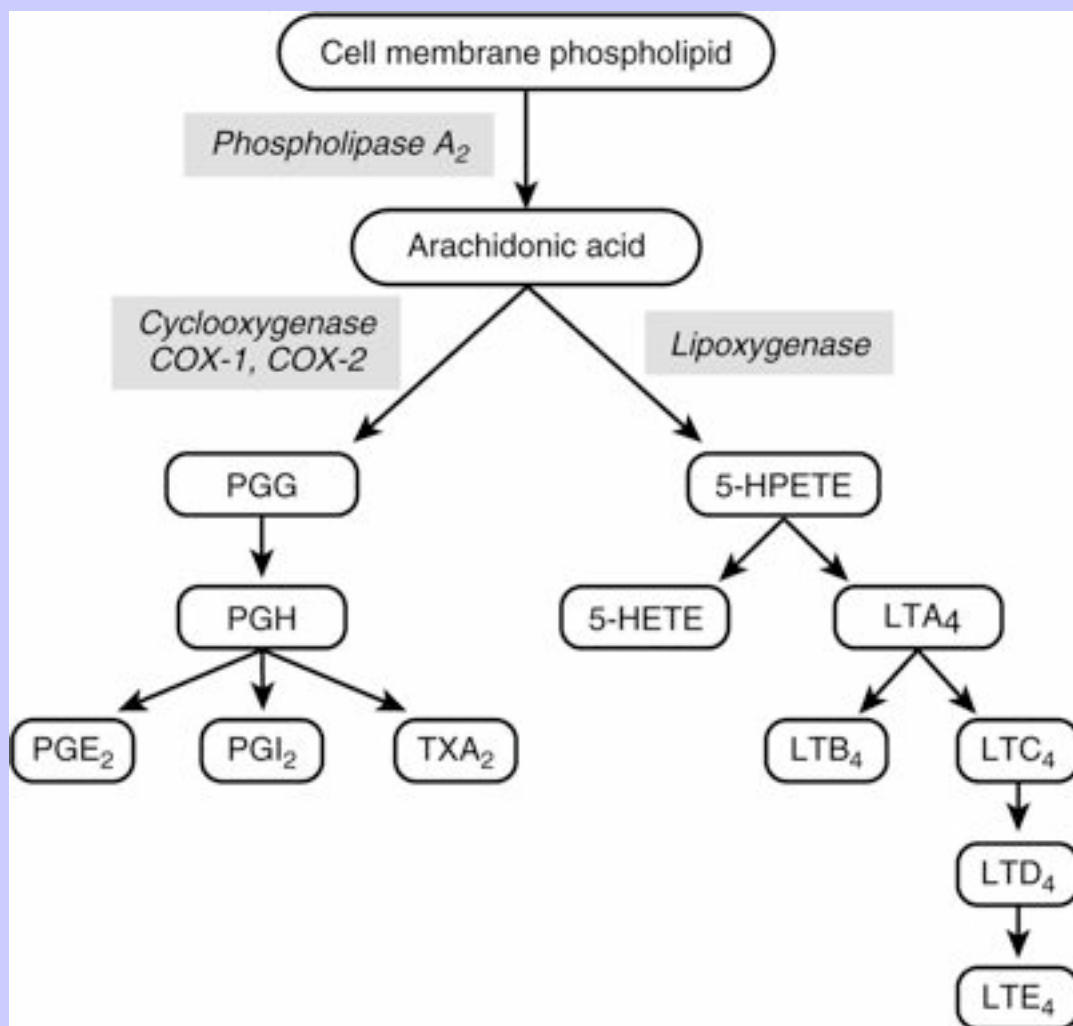 Cell membrane phospholipid
Phospholipase A₂
Arachidonic acid
Cyclooxygenase
COX-1, COX-2
Lipoxygenase
PGG
5-HPETE
PGH
5-HETE
LTA₄
PGE₂
PGI₂
TXA₂
LTB₄
LTC₄
LTD₄
LTE₄